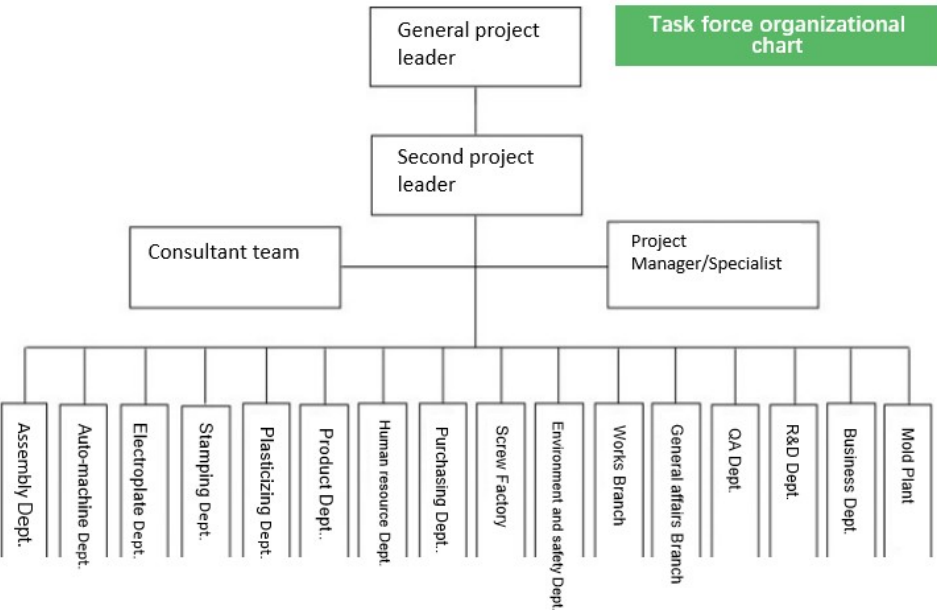 General project
leader
Task force organizational
chart
Second project
leader
Consultant team
Project
Manager/Specialist
Assembly Dept.
Auto-machine Dept.
Electroplate Dept.
Stamping Dept.
Plasticizing Dept.
Product Dept..
Human resource Dept.
Purchasing Dept..
Screw Factory
Environment and safety Dept.
Works Branch
General affairs Branch
QA Dept.
R&D Dept.
Business Dept.
Mold Plant